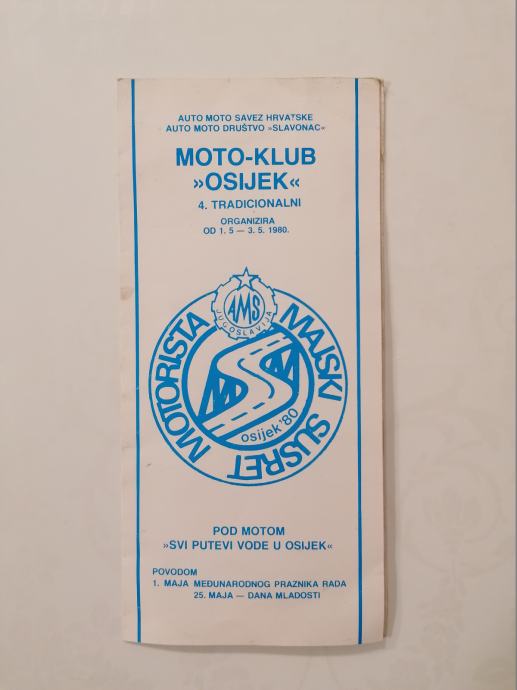 AUTO MOTO SAVEZ HRVATSKE
AUTO MOTO DRUŠTVO »SLAVONAC«
MOTO-KLUB
»OSIJEK«
4. TRADICIONALNI
ORGANIZIRA
OD 1. 5 — 3. 5. 1980.
AMS
JUGOSLAVIJA
MAJSKI SUSRET MOTORISTA
osijek '80
POD MOTOM
»SVI PUTEVI VODE U OSIJEK«
POVODOM
1. MAJA MEĐUNARODNOG PRAZNIKA RADA
25. MAJA — DANA MLADOSTI